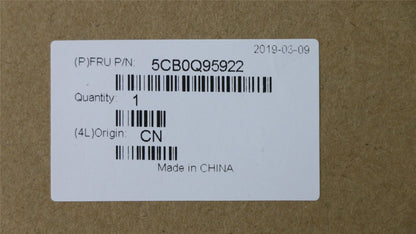 2019-03-09
(P)FRU P/N: 5CB0Q95922
Quantity: 1
(4L)Origin: CN
Made in CHINA